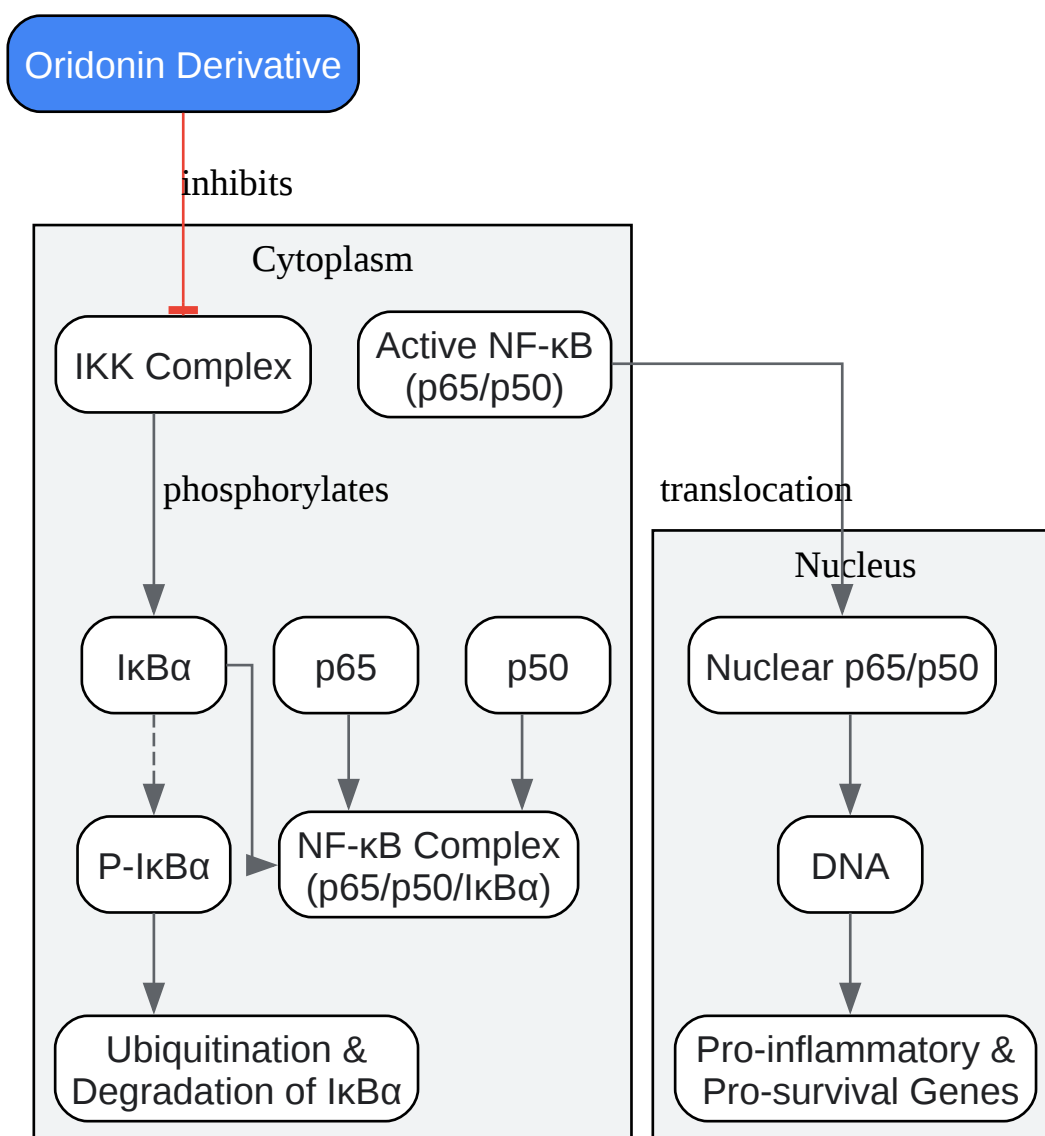 Oridonin Derivative
inhibits
Cytoplasm
IKK Complex
Active NF-κB
(p65/p50)
phosphorylates
translocation
Nucleus
IκBα
p65
p50
Nuclear p65/p50
P-IκBα
NF-κB Complex
(p65/p50/IκBα)
DNA
Ubiquitination &
Degradation of IκBα
Pro-inflammatory &
Pro-survival Genes